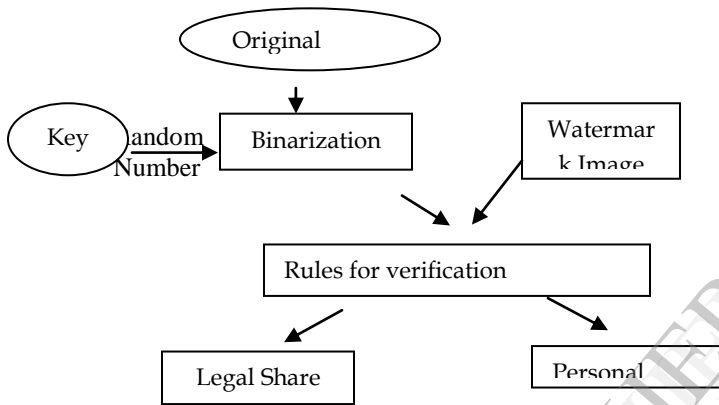 Original
Key
andom
Number
Binarization
Watermar
k Image
Rules for verification
Legal Share
Personal